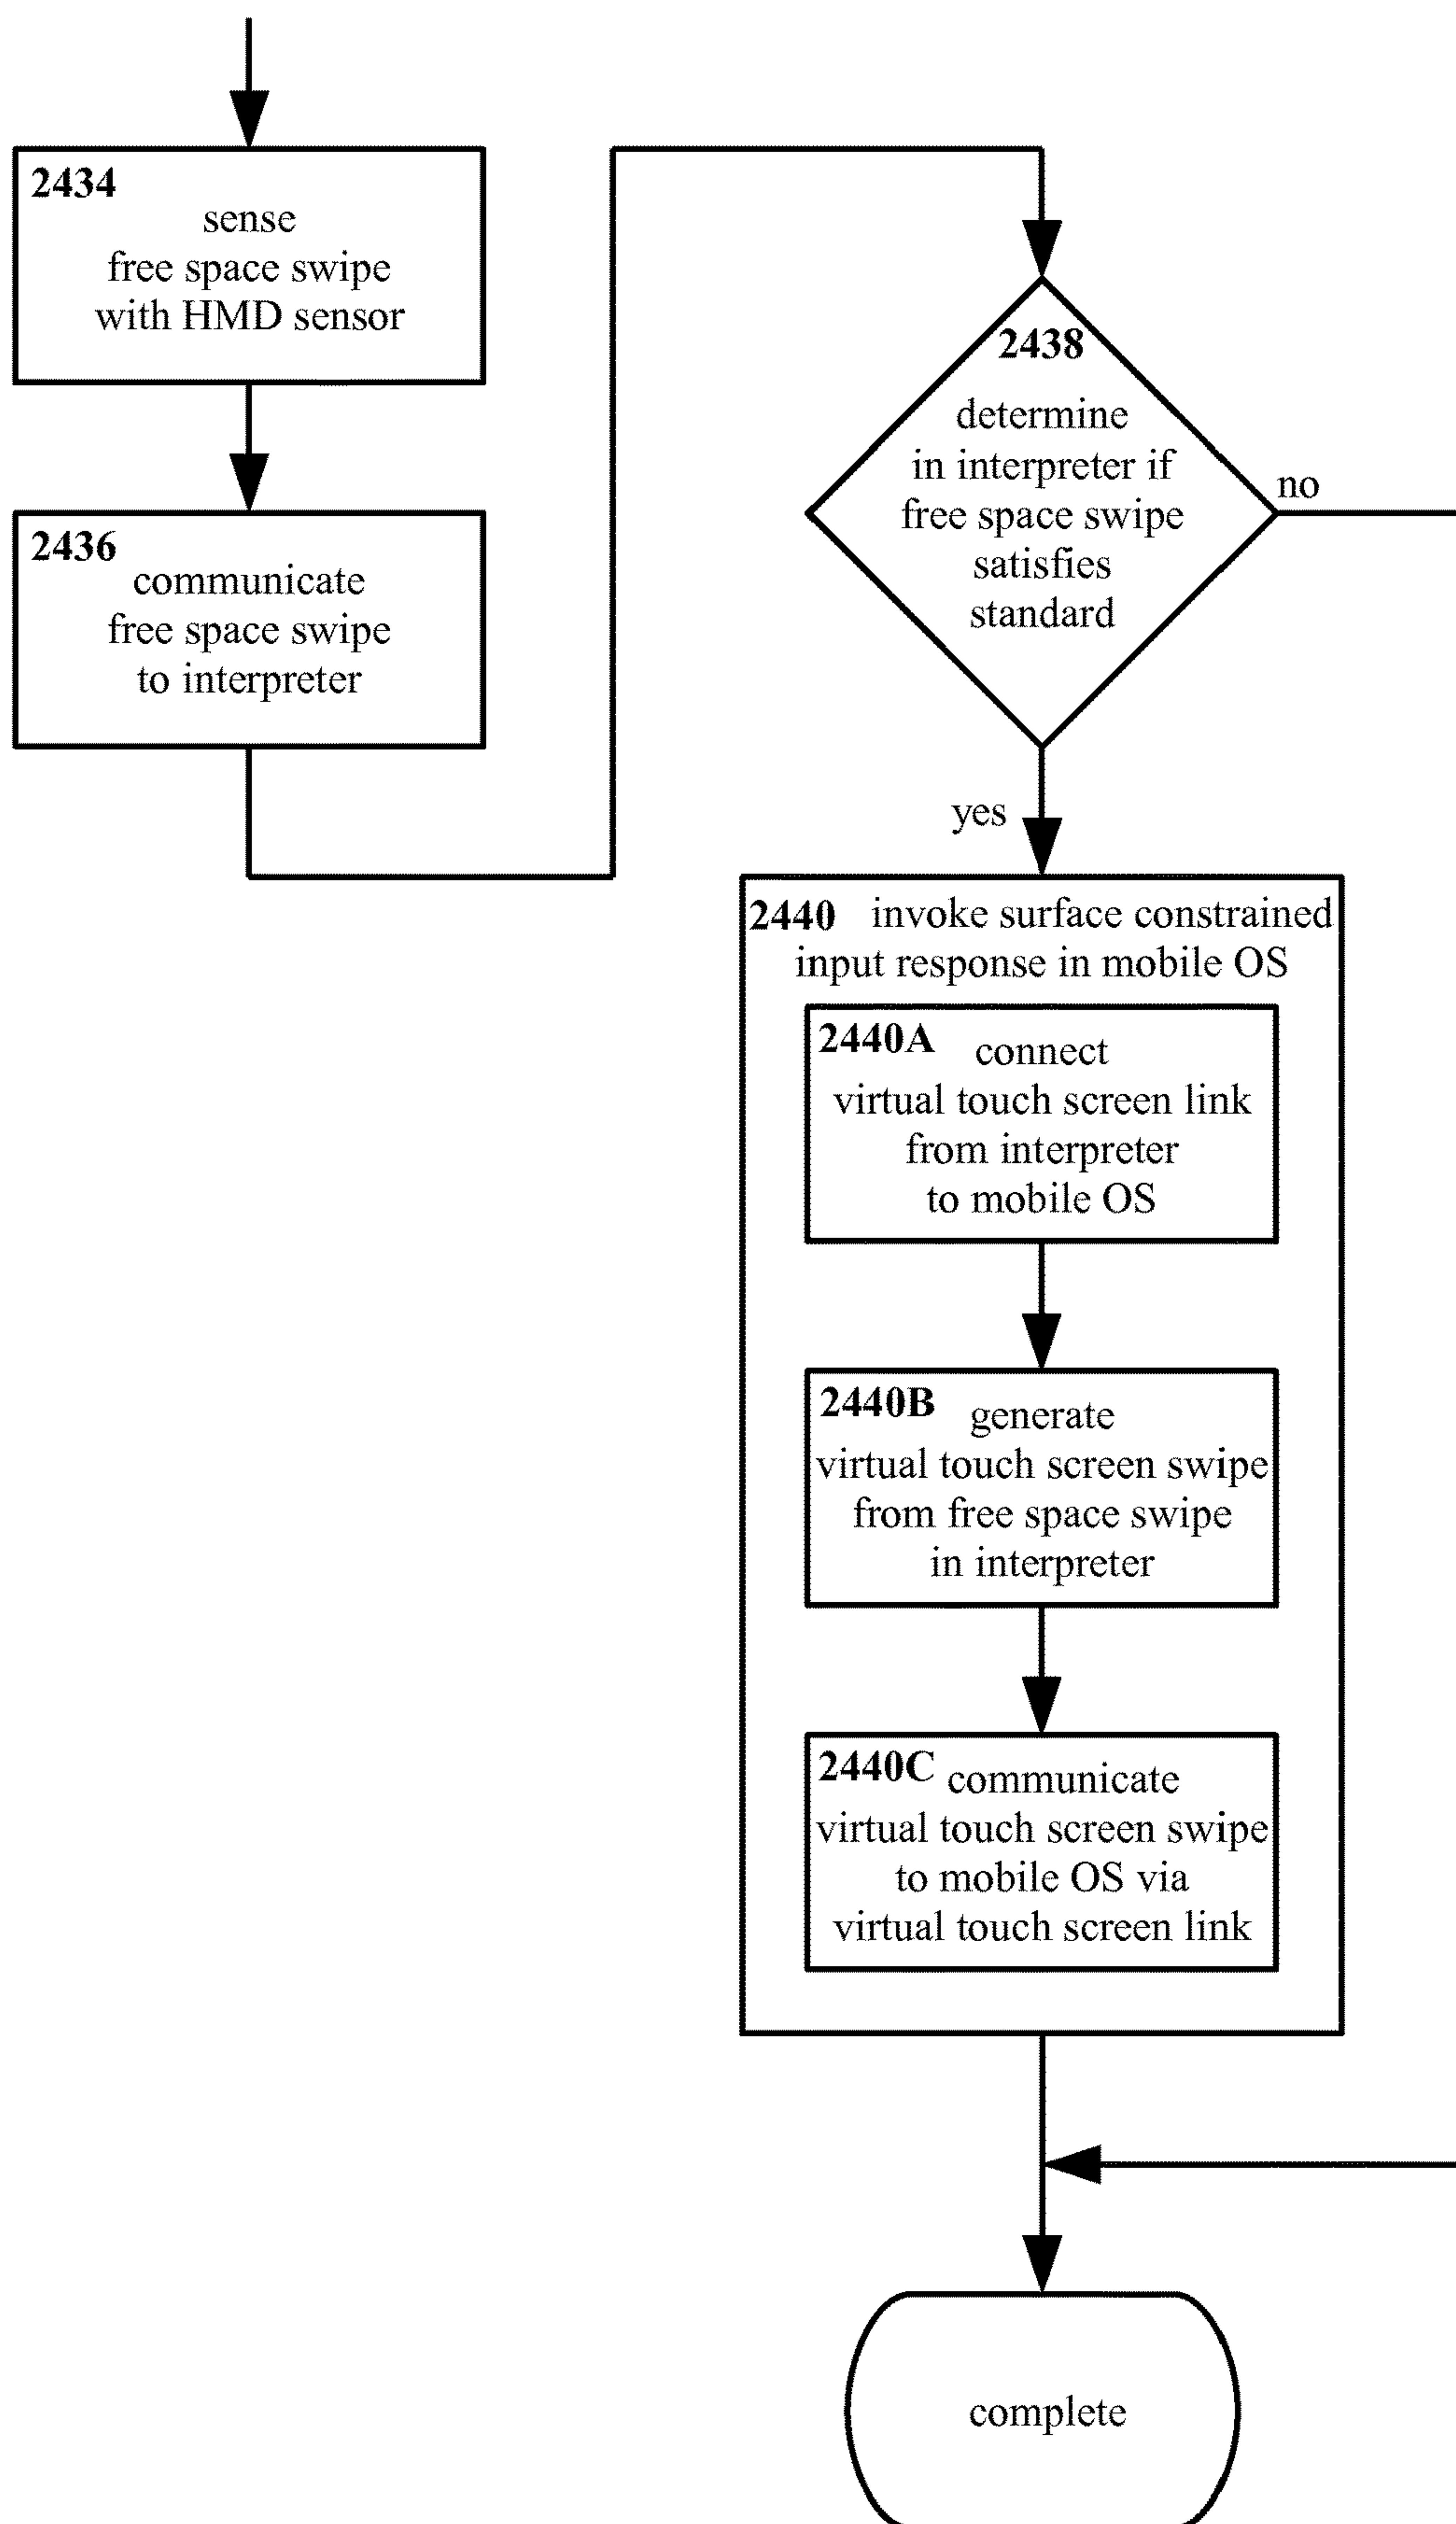 2434
sense
free space swipe
with HMD sensor
2436
communicate
free space swipe
to interpreter
2438
determine
in interpreter if
free space swipe
satisfies
standard
no
yes
2440 invoke surface constrained
input response in mobile OS
2440A connect
virtual touch screen link
from interpreter
to mobile OS
2440B generate
virtual touch screen swipe
from free space swipe
in interpreter
2440C communicate
virtual touch screen swipe
to mobile OS via
virtual touch screen link
complete